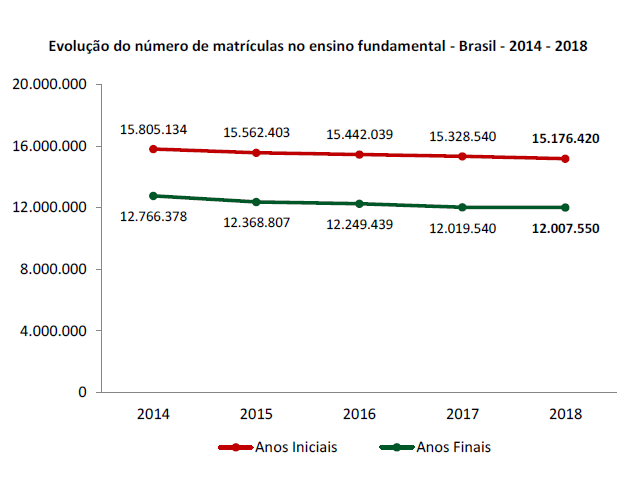 Evolução do número de matrículas no ensino fundamental - Brasil - 2014 - 2018
20.000.000
15.805.134 15.562.403 15.442.039 15.328.540 15.176.420
16.000.000
12.000.000
12.766.378 12.368.807 12.249.439 12.019.540 12.007.550
8.000.000
4.000.000
0
2014 2015 2016 2017 2018
Anos Iniciais Anos Finais